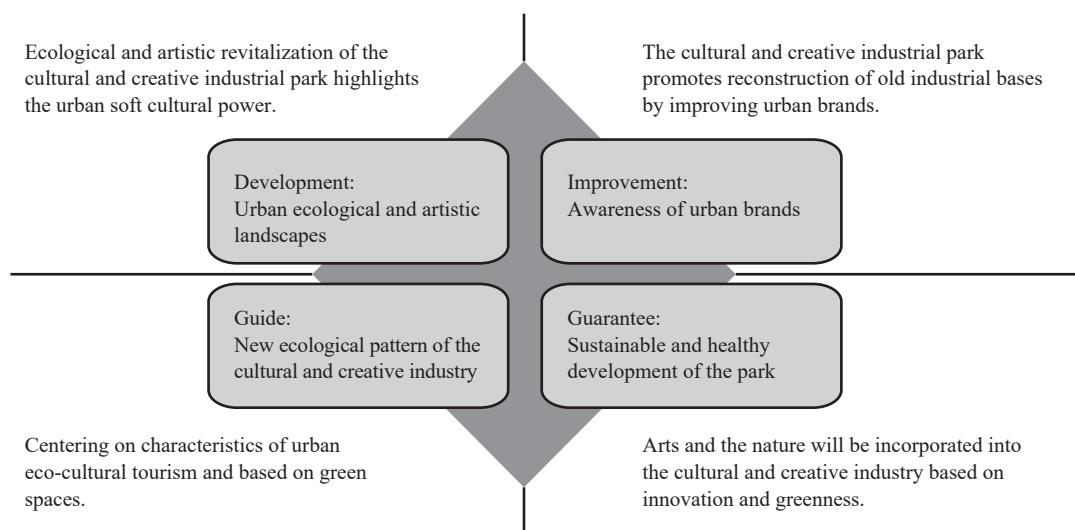 Ecological and artistic revitalization of the
cultural and creative industrial park highlights
the urban soft cultural power.
The cultural and creative industrial park
promotes reconstruction of old industrial bases
by improving urban brands.
Development:
Urban ecological and artistic
landscapes
Improvement:
Awareness of urban brands
Guide:
New ecological pattern of the
cultural and creative industry
Guarantee:
Sustainable and healthy
development of the park
Centering on characteristics of urban
eco-cultural tourism and based on green
spaces.
Arts and the nature will be incorporated into
the cultural and creative industry based on
innovation and greenness.